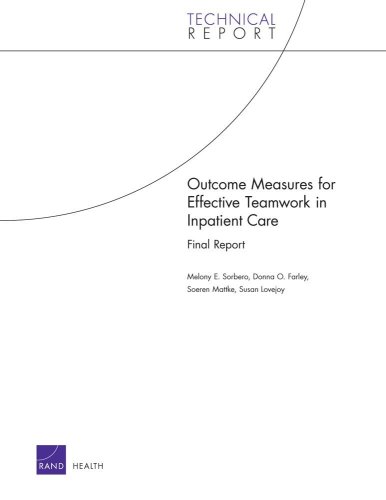 TECHNICAL
REPORT
Outcome Measures for
Effective Teamwork in
Inpatient Care
Final Report
Melony E. Sorbero, Donna O. Farley,
Soeren Mattke, Susan Lovejoy
RAND HEALTH